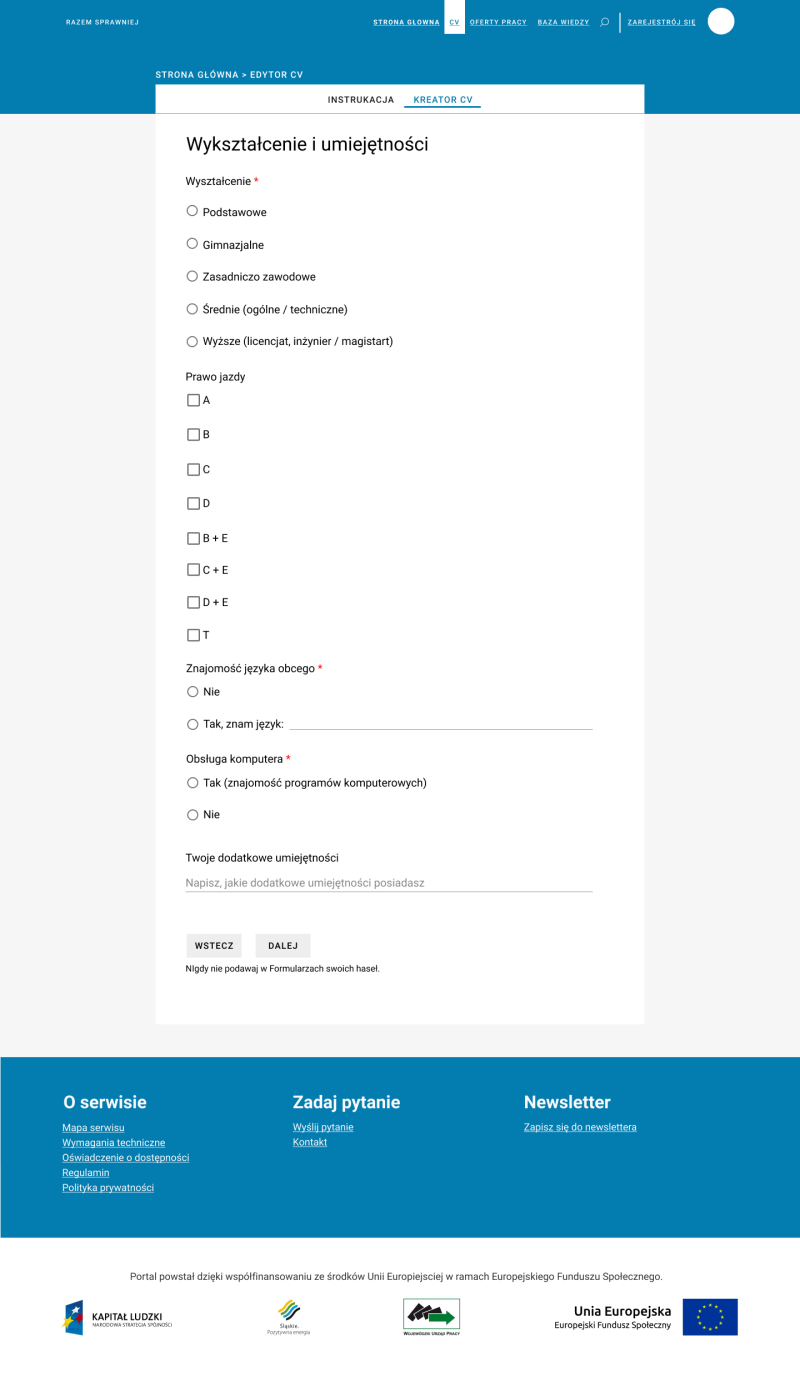 RAZEM SPRAWNIEJ
STRONA GŁOWNA CV OFERTY PRACY BAZA WIEDZY ZAREJESTRÓJ SIĘ
STRONA GŁÓWNA > EDYTOR CV
INSTRUKACJA KREATOR CV
Wykształcenie i umiejętności
Wyształcenie *
Podstawowe
Gimnazjalne
Zasadniczo zawodowe
Średnie (ogólne / techniczne)
Wyższe (licencjat, inżynier / magistart)
Prawo jazdy
A
B
C
D
B + E
C + E
D + E
T
Znajomość języka obcego *
Nie
Tak, znam język:
Obsługa komputera *
Tak (znajomość programów komputerowych)
Nie
Twoje dodatkowe umiejętności
Napisz, jakie dodatkowe umiejętności posiadasz
WSTECZ DALEJ
NIgdy nie podawaj w Formularzach swoich haseł.
O serwisie
Mapa serwisu
Wymagania techniczne
Oświadczenie o dostępności
Regulamin
Polityka prywatności
Zadaj pytanie
Wyślij pytanie
Kontakt
Newsletter
Zapisz się do newslettera
Portal powstał dzięki współfinansowaniu ze środków Unii Europiejsciej w ramach Europejskiego Funduszu Społecznego.
KAPITAŁ LUDZKI
NARODOWA STRATEGIA SPÓJNOŚCI
Śląskie.
Pozytywna energia
WOJEWÓDZKI URZĄD PRACY
Unia Europejska
Europejski Fundusz Społeczny